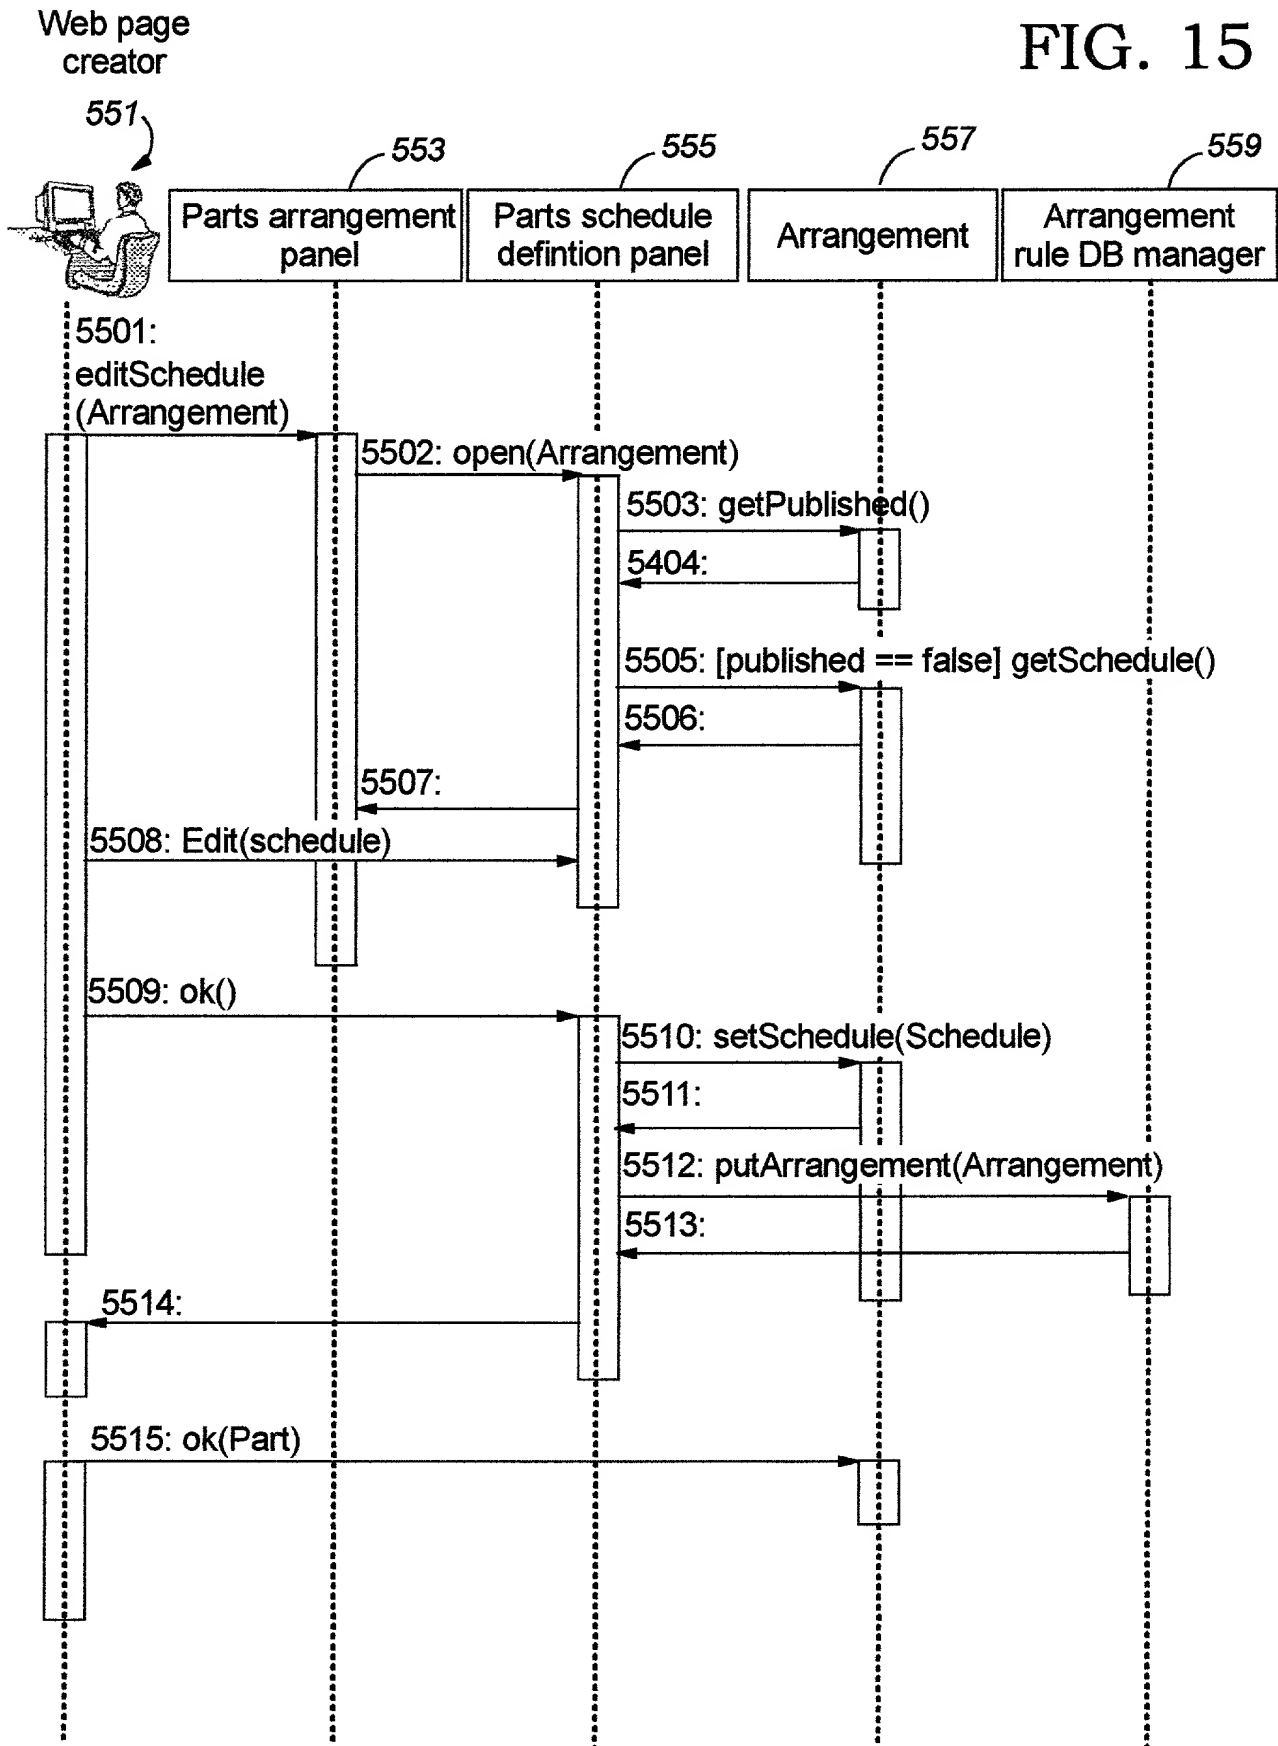 Web page
creator
FIG. 15
551
553
555
557
559
Parts arrangement
panel
Parts schedule
defintion panel
Arrangement
Arrangement
rule DB manager
5501:
editSchedule
(Arrangement)
5502: open(Arrangement)
5503: getPublished()
5404:
5505: [published == false] getSchedule()
5506:
5507:
5508: Edit(schedule)
5509: ok()
5510: setSchedule(Schedule)
5511:
5512: putArrangement(Arrangement)
5513:
5514:
5515: ok(Part)